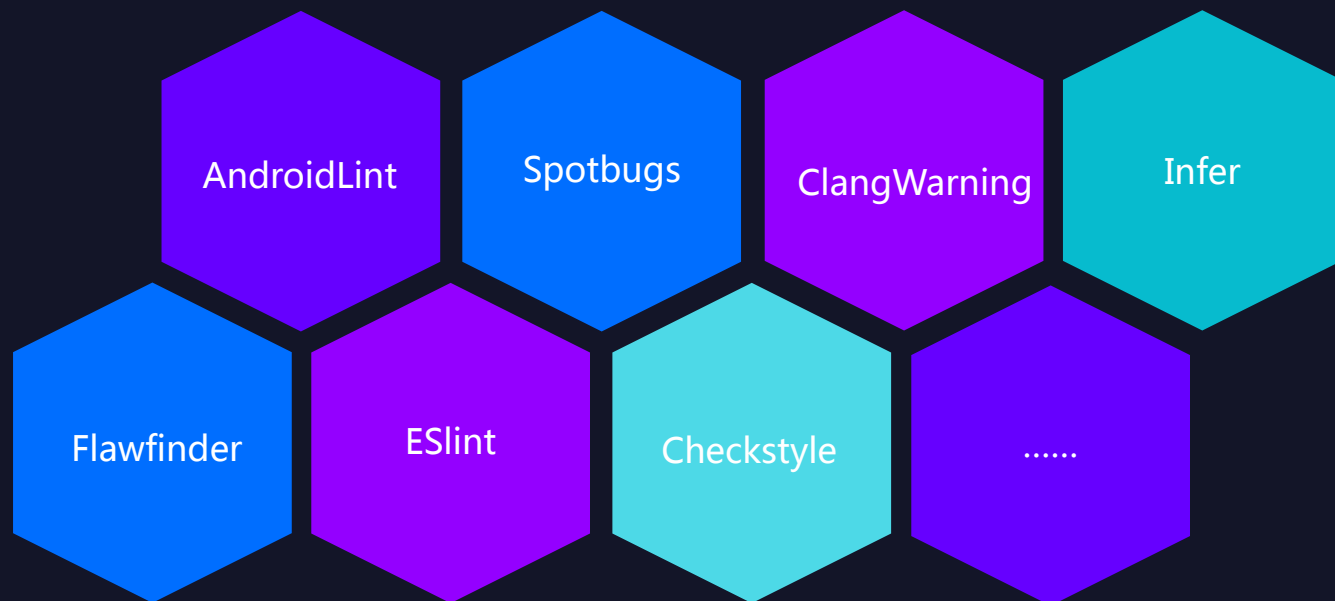 AndroidLint
Spotbugs
ClangWarning
Infer
Flawfinder
ESlint
Checkstyle
......